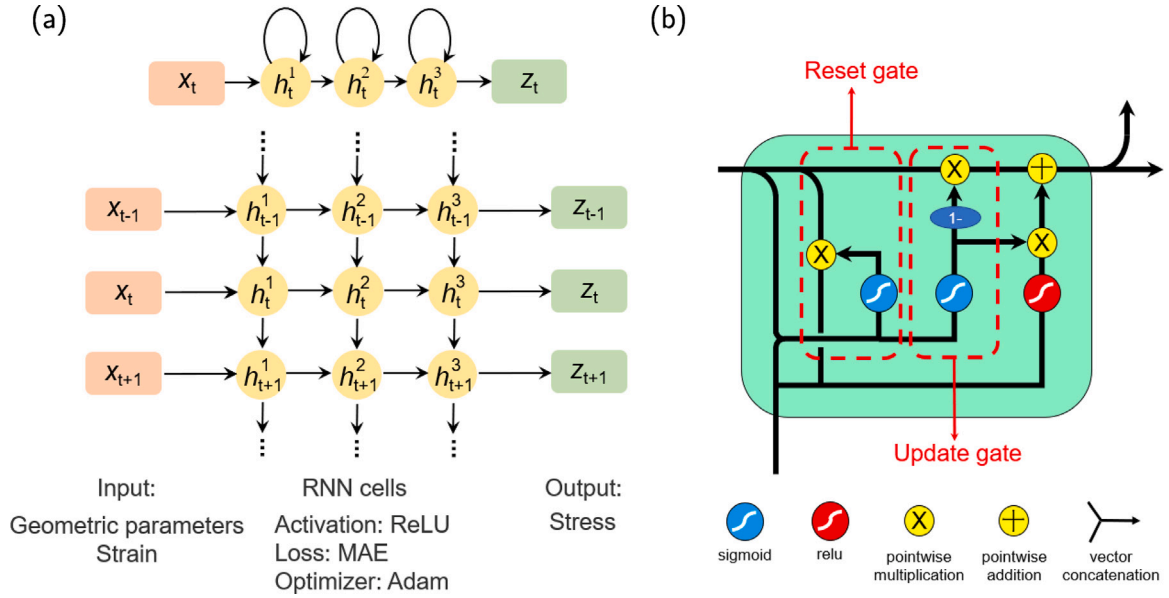 (a)
x_t
h_t^1
h_t^2
h_t^3
z_t
x_{t-1}
h_{t-1}^1
h_{t-1}^2
h_{t-1}^3
z_{t-1}
x_t
h_t^1
h_t^2
h_t^3
z_t
x_{t+1}
h_{t+1}^1
h_{t+1}^2
h_{t+1}^3
z_{t+1}
Input:
Geometric parameters
Strain
RNN cells
Activation: ReLU
Loss: MAE
Optimizer: Adam
Output:
Stress
(b)
Reset gate
X
+
1-
X
X
Update gate
sigmoid
relu
X
pointwise
multiplication
+
pointwise
addition
vector
concatenation